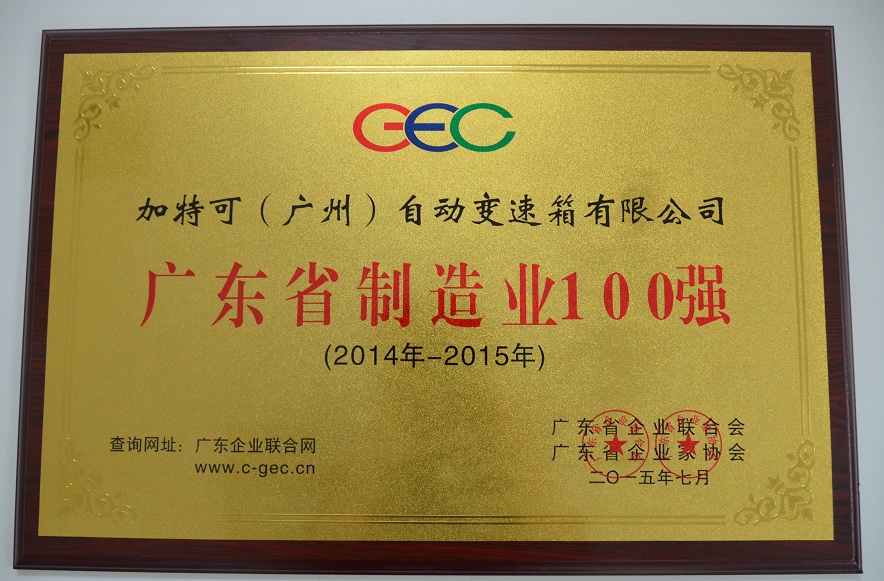 GEC
加特可（广州）自动变速箱有限公司
广东省制造业100强
(2014年-2015年)
查询网址：广东企业联合网
www.c-gec.cn
广东省企业联合会
广东省企业家协会
二〇一五年七月